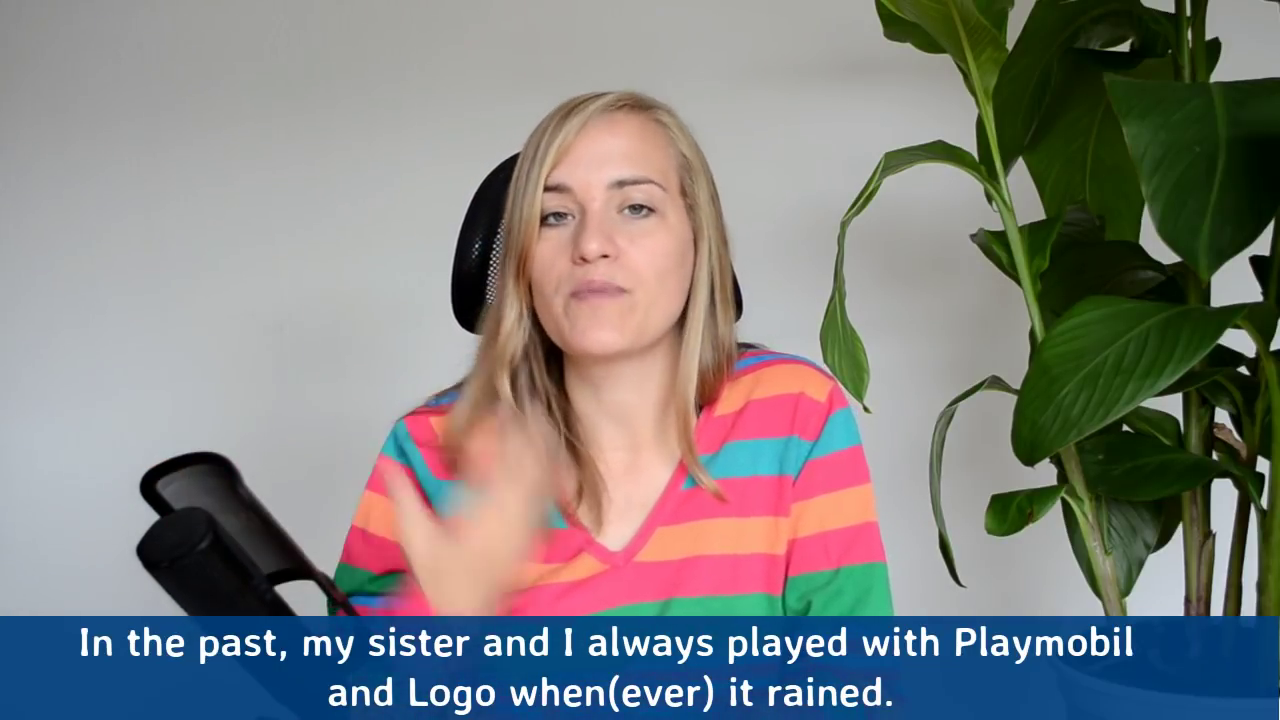 In the past, my sister and I always played with Playmobil
and Logo when(ever) it rained.